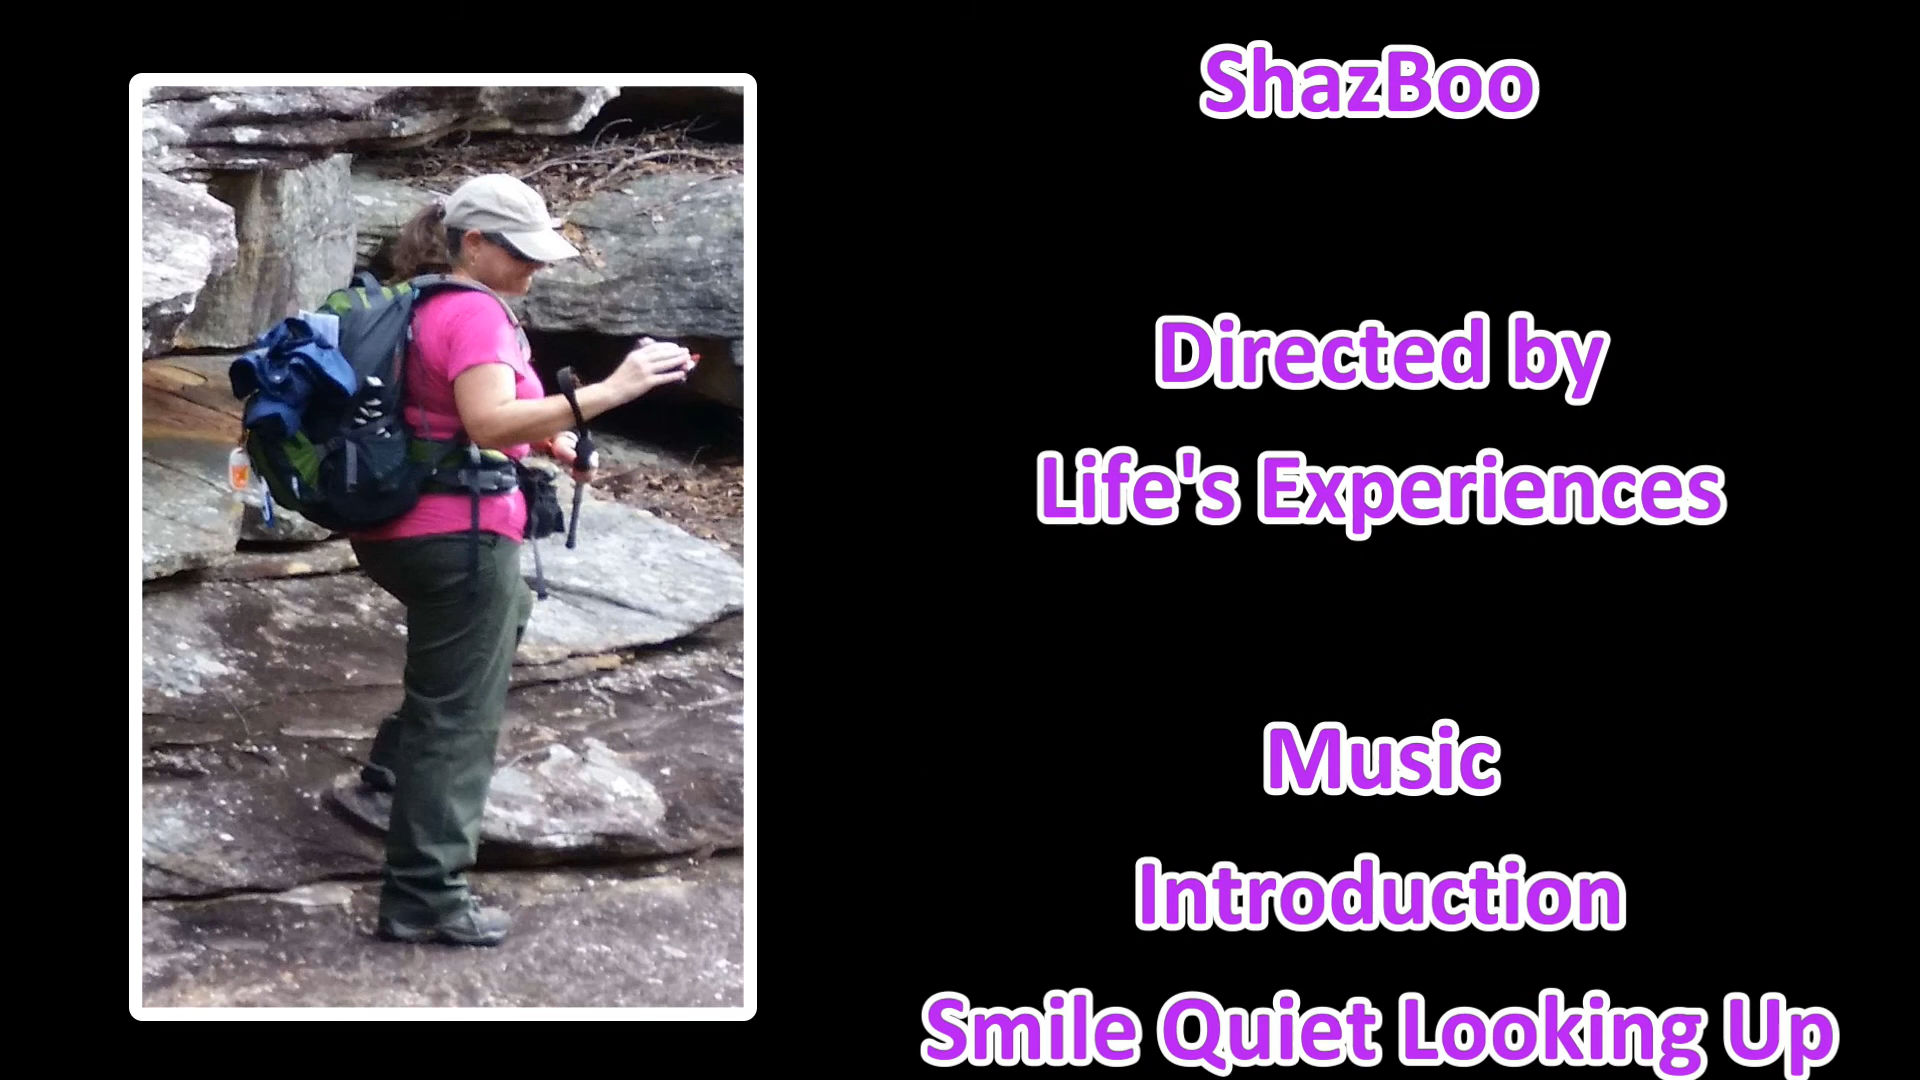 ShazBoo
Directed by
Life's Experiences
Music
Introduction
Smile Quiet Looking Up